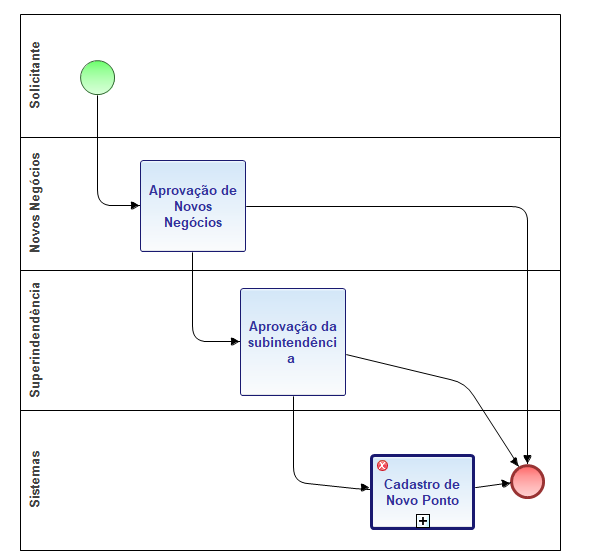 Solicitante
Novos Negócios
Aprovação de
Novos
Negócios
Superindendência
Aprovação da
subintendênci
a
Sistemas
Cadastro de
Novo Ponto